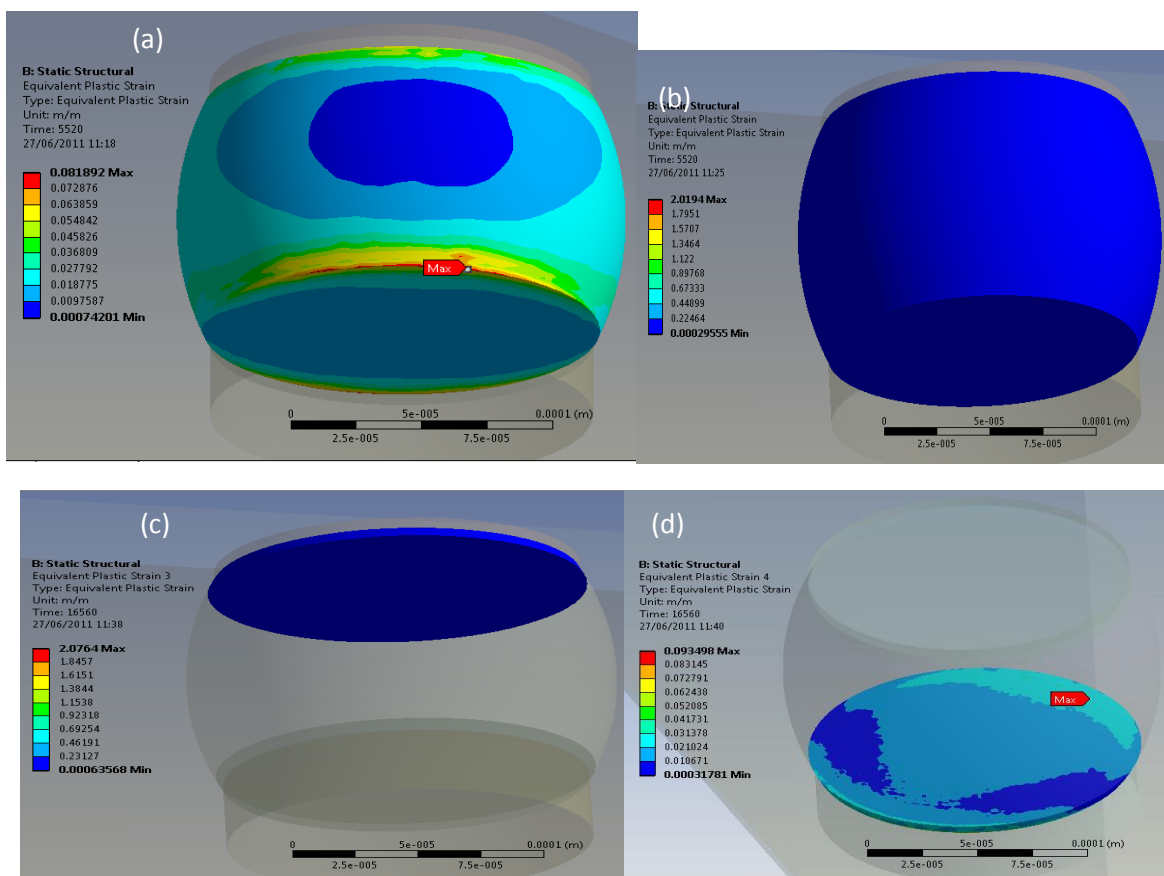 (a)
B: Static Structural
Equivalent Plastic Strain
Type: Equivalent Plastic Strain
Unit: m/m
Time: 5520
27/06/2011 11:18
0.081892 Max
0.072876
0.063859
0.054842
0.045826
0.036809
0.027792
0.018775
0.0097587
0.00074201 Min
Max
0 5e-005 0.0001 (m)
2.5e-005 7.5e-005
(b)
B: Static Structural
Equivalent Plastic Strain
Type: Equivalent Plastic Strain
Unit: m/m
Time: 5520
27/06/2011 11:25
2.0194 Max
1.7951
1.5707
1.3464
1.122
0.89768
0.67333
0.44899
0.22464
0.00029555 Min
0 5e-005 0.0001 (m)
2.5e-005 7.5e-005
(c)
B: Static Structural
Equivalent Plastic Strain 3
Type: Equivalent Plastic Strain
Unit: m/m
Time: 16560
27/06/2011 11:38
2.0764 Max
1.8457
1.6151
1.3844
1.1538
0.92318
0.69254
0.46191
0.23127
0.00063568 Min
0 5e-005 0.0001 (m)
2.5e-005 7.5e-005
(d)
B: Static Structural
Equivalent Plastic Strain 4
Type: Equivalent Plastic Strain
Unit: m/m
Time: 16560
27/06/2011 11:40
0.093498 Max
0.083145
0.072791
0.062438
0.052085
0.041731
0.031378
0.021024
0.010671
0.00031781 Min
Max
0 5e-005 0.0001 (m)
2.5e-005 7.5e-005